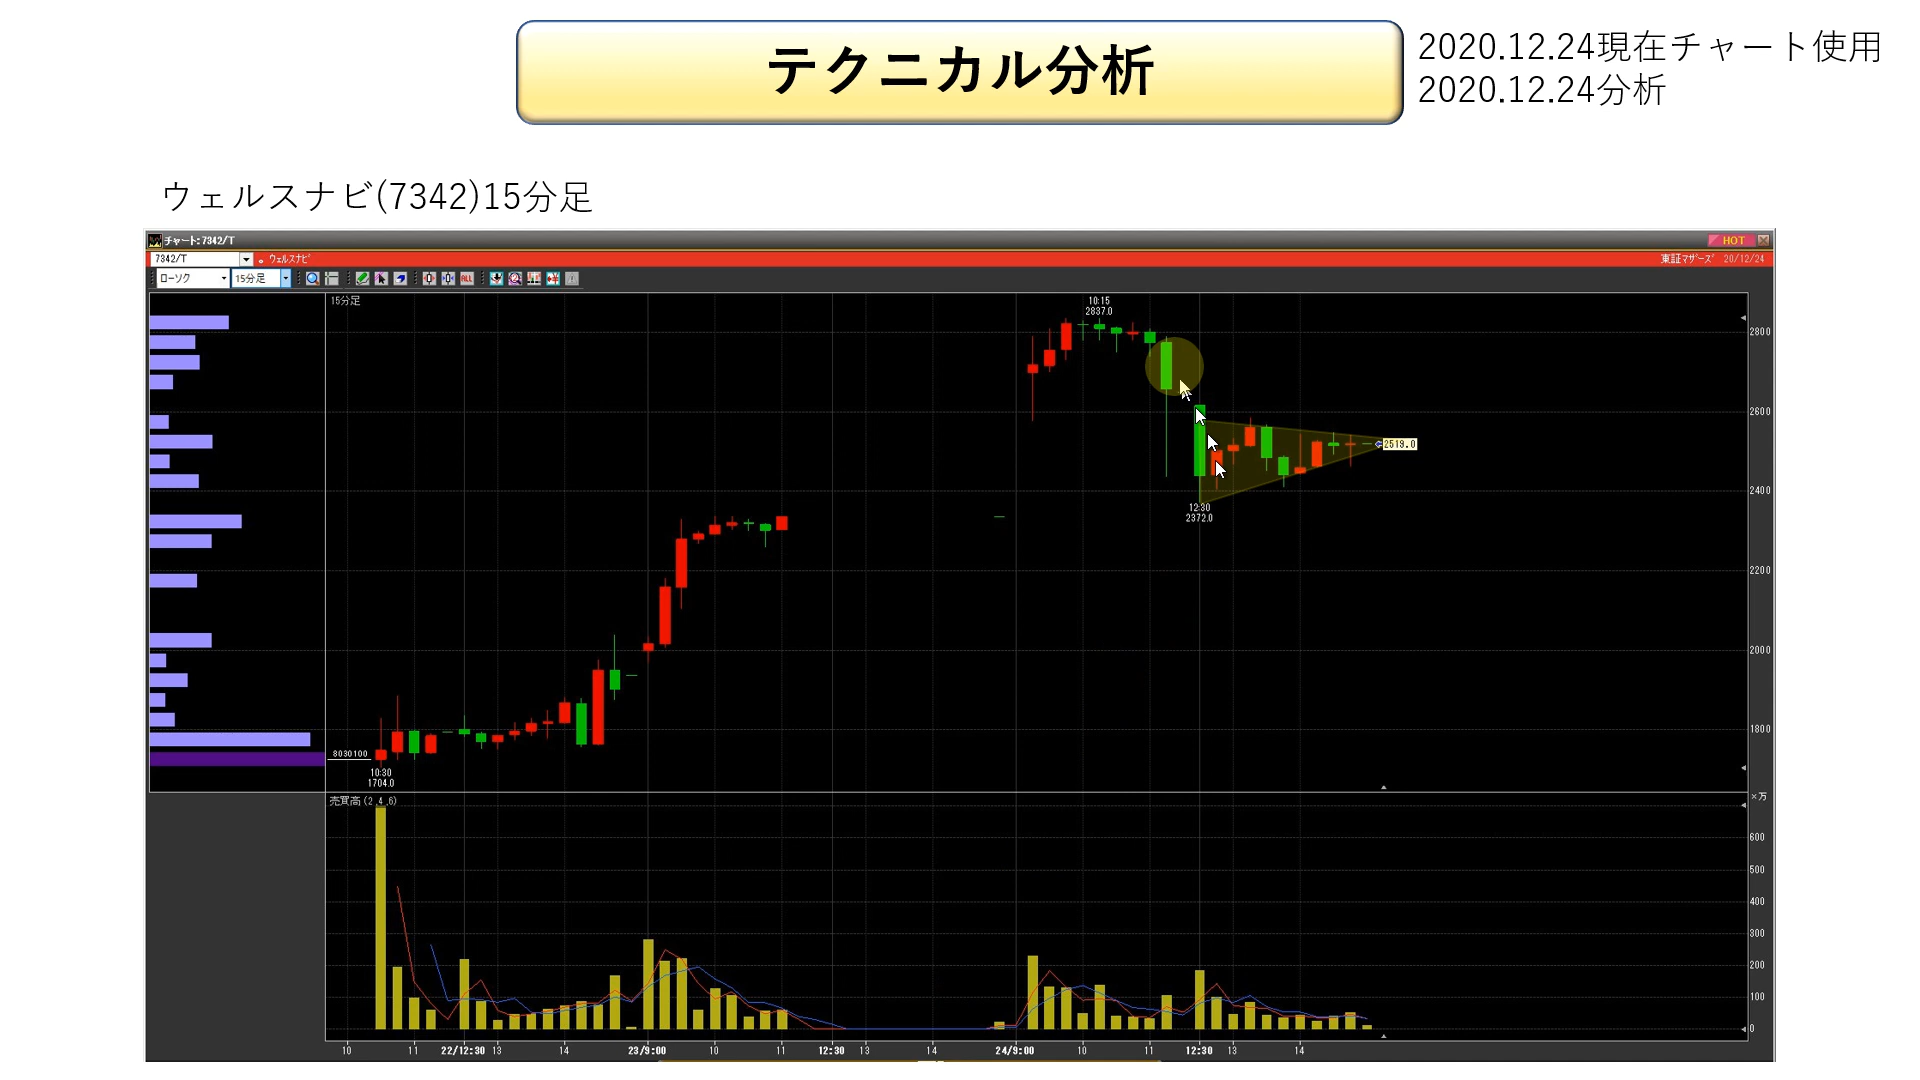 テクニカル分析
2020.12.24現在チャート使用
2020.12.24分析
ウェルスナビ(7342)15分足
チャート:7342/T
HOT
7342/T
ウェルスナビ
東証マザーズ 20/12/24
ローソク
15分足
ALL
15分足
10:15
2837.0
2800
2600
2519.0
2400
12:30
2372.0
2200
2000
1800
8030100
10:30
1704.0
売買高(2,4,6)
×万
600
500
400
300
200
100
0
10 11 22/12:30 13 14 23/9:00 10 11 12:30 13 14 24/9:00 10 11 12:30 13 14